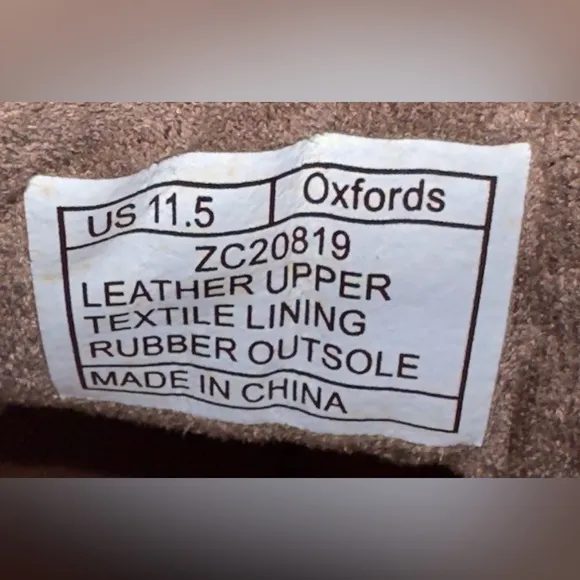 US 11.5 Oxfords
ZC20819
LEATHER UPPER
TEXTILE LINING
RUBBER OUTSOLE
MADE IN CHINA